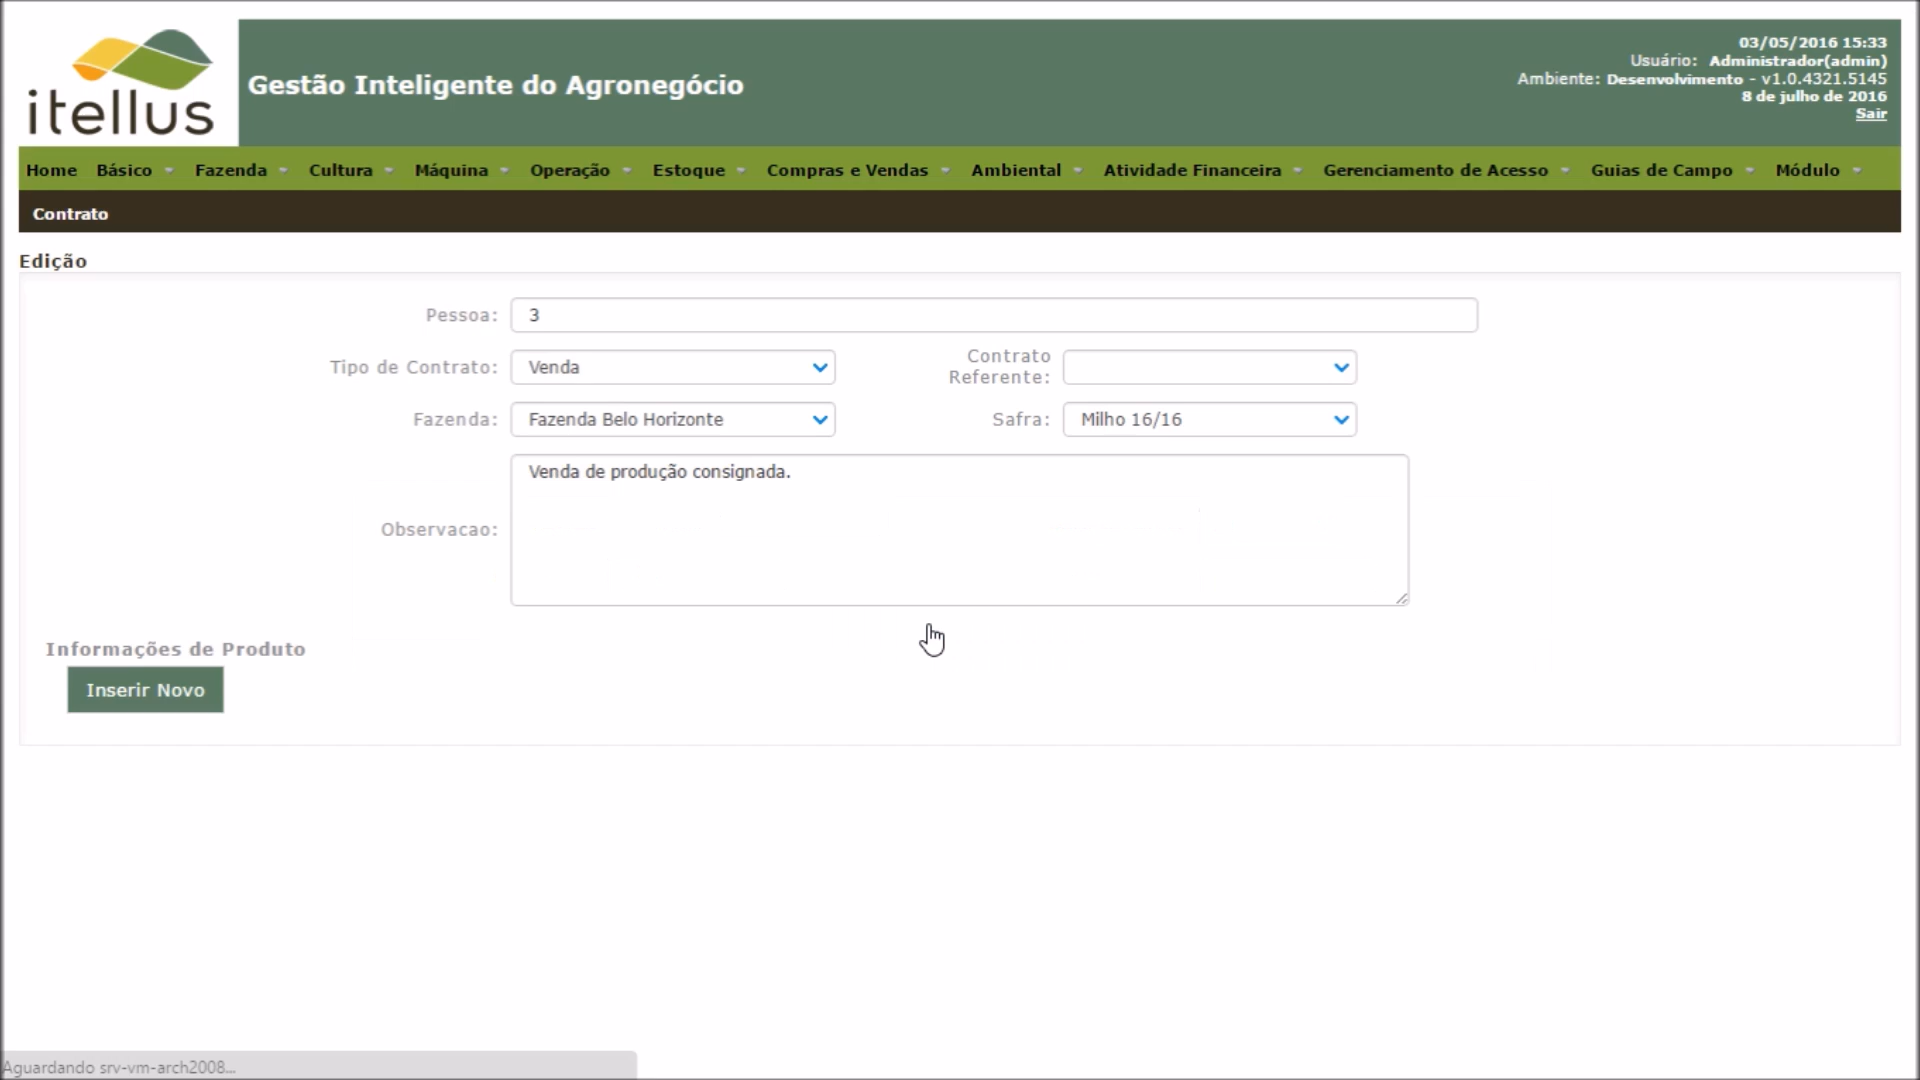 itellus
Gestão Inteligente do Agronegócio
03/05/2016 15:33
Usuário: Administrador(admin)
Ambiente: Desenvolvimento - v1.0.4321.5145
8 de julho de 2016
Sair
Home Básico Fazenda Cultura Máquina Operação Estoque Compras e Vendas Ambiental Atividade Financeira Gerenciamento de Acesso Guias de Campo Módulo
Contrato
Edição
Pessoa: 3
Tipo de Contrato: Venda
Contrato
Referente:
Fazenda: Fazenda Belo Horizonte
Safra: Milho 16/16
Observacao: Venda de produção consignada.
Informações de Produto
Inserir Novo
Aguardando srv-vm-arch2008...